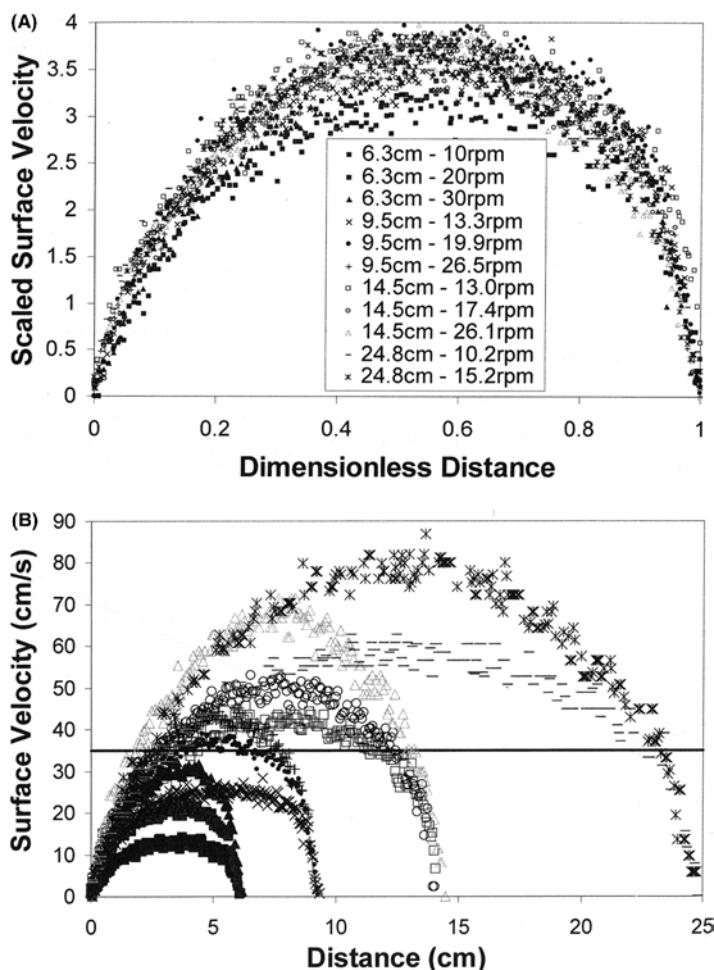 (A)
Scaled Surface Velocity
4
3.5
3
2.5
2
1.5
1
0.5
0
6.3cm - 10rpm
6.3cm - 20rpm
6.3cm - 30rpm
9.5cm - 13.3rpm
9.5cm - 19.9rpm
9.5cm - 26.5rpm
14.5cm - 13.0rpm
14.5cm - 17.4rpm
14.5cm - 26.1rpm
24.8cm - 10.2rpm
24.8cm - 15.2rpm
0 0.2 0.4 0.6 0.8 1
Dimensionless Distance
(B)
Surface Velocity (cm/s)
90
80
70
60
50
40
30
20
10
0
0 5 10 15 20 25
Distance (cm)